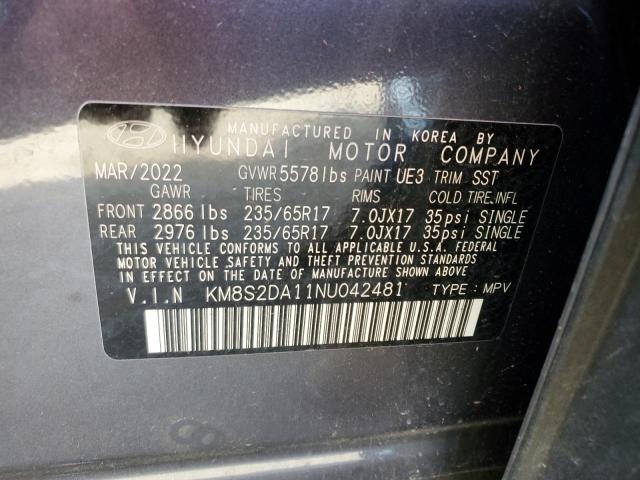 MANUFACTURED IN KOREA BY
HYUNDAI MOTOR COMPANY
MAR/2022 GVWR 5578 lbs PAINT UE3 TRIM SST
GAWR TIRES RIMS COLD TIRE.INFL
FRONT 2866 lbs 235/65R17 7.0JX17 35psi SINGLE
REAR 2976 lbs 235/65R17 7.0JX17 35psi SINGLE
THIS VEHICLE CONFORMS TO ALL APPLICABLE U.S.A. FEDERAL
MOTOR VEHICLE SAFETY AND THEFT PREVENTION STANDARDS
IN EFFECT ON THE DATE OF MANUFACTURE SHOWN ABOVE.
V.I.N KM8S2DA11NU042481 TYPE : MPV